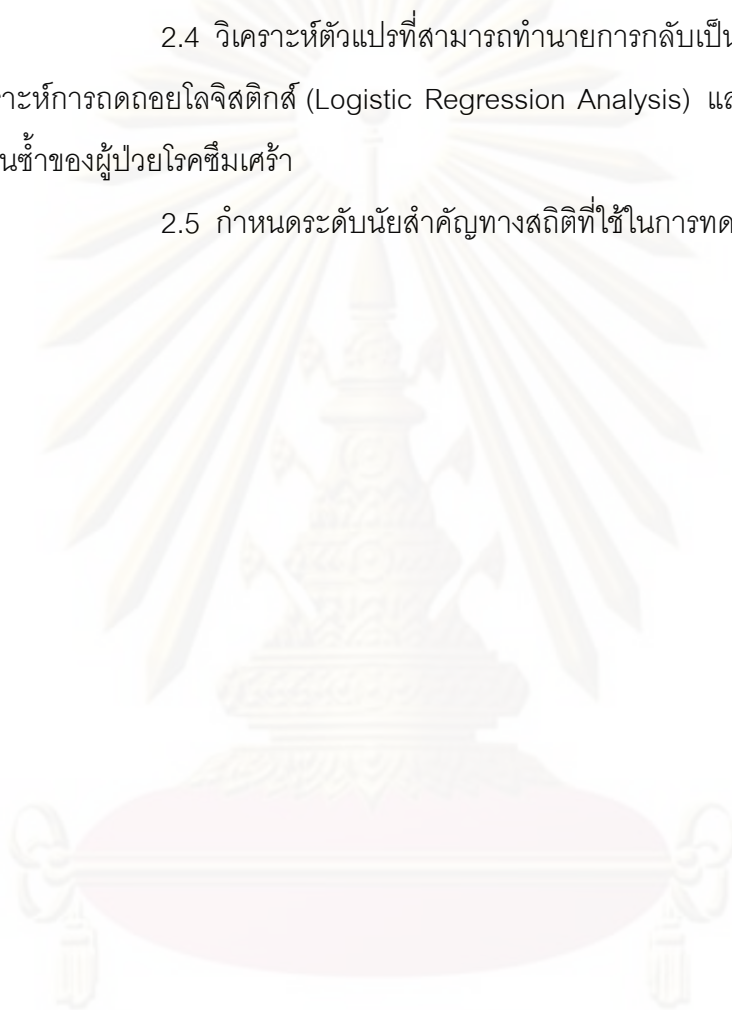 2.4 วิเคราะห์ตัวแปรที่สามารถทำนายการกลับเป็น
ราะห์การถดถอยโลจิสติกส์ (Logistic Regression Analysis) แล
นซ้ำของผู้ป่วยโรคซึมเศร้า
2.5 กำหนดระดับนัยสำคัญทางสถิติที่ใช้ในการทด